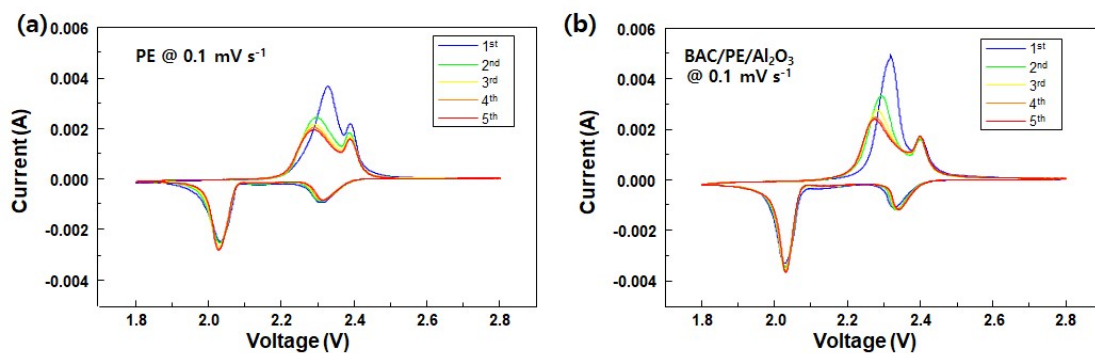 (a)
PE @ 0.1 mV s⁻¹
1ˢᵗ
2ⁿᵈ
3ʳᵈ
4ᵗʰ
5ᵗʰ
0.006
0.004
0.002
0.000
-0.002
-0.004
Current (A)
1.8 2.0 2.2 2.4 2.6 2.8
Voltage (V)
(b)
BAC/PE/Al₂O₃
@ 0.1 mV s⁻¹
1ˢᵗ
2ⁿᵈ
3ʳᵈ
4ᵗʰ
5ᵗʰ
0.006
0.004
0.002
0.000
-0.002
-0.004
Current (A)
1.8 2.0 2.2 2.4 2.6 2.8
Voltage (V)